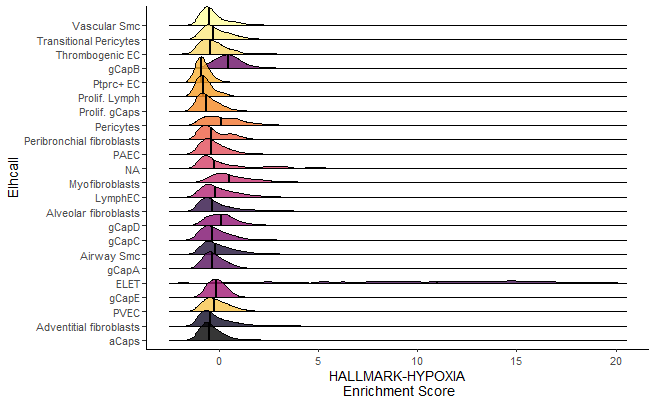 Vascular Smc
Transitional Pericytes
Thrombogenic EC
gCapB
Ptprc+ EC
Prolif. Lymph
Prolif. gCaps
Pericytes
Peribronchial fibroblasts
PAEC
NA
Myofibroblasts
LymphEC
Alveolar fibroblasts
gCapD
gCapC
Airway Smc
gCapA
ELET
gCapE
PVEC
Adventitial fibroblasts
aCaps
Elhcall
0 5 10 15 20
HALLMARK-HYPOXIA
Enrichment Score